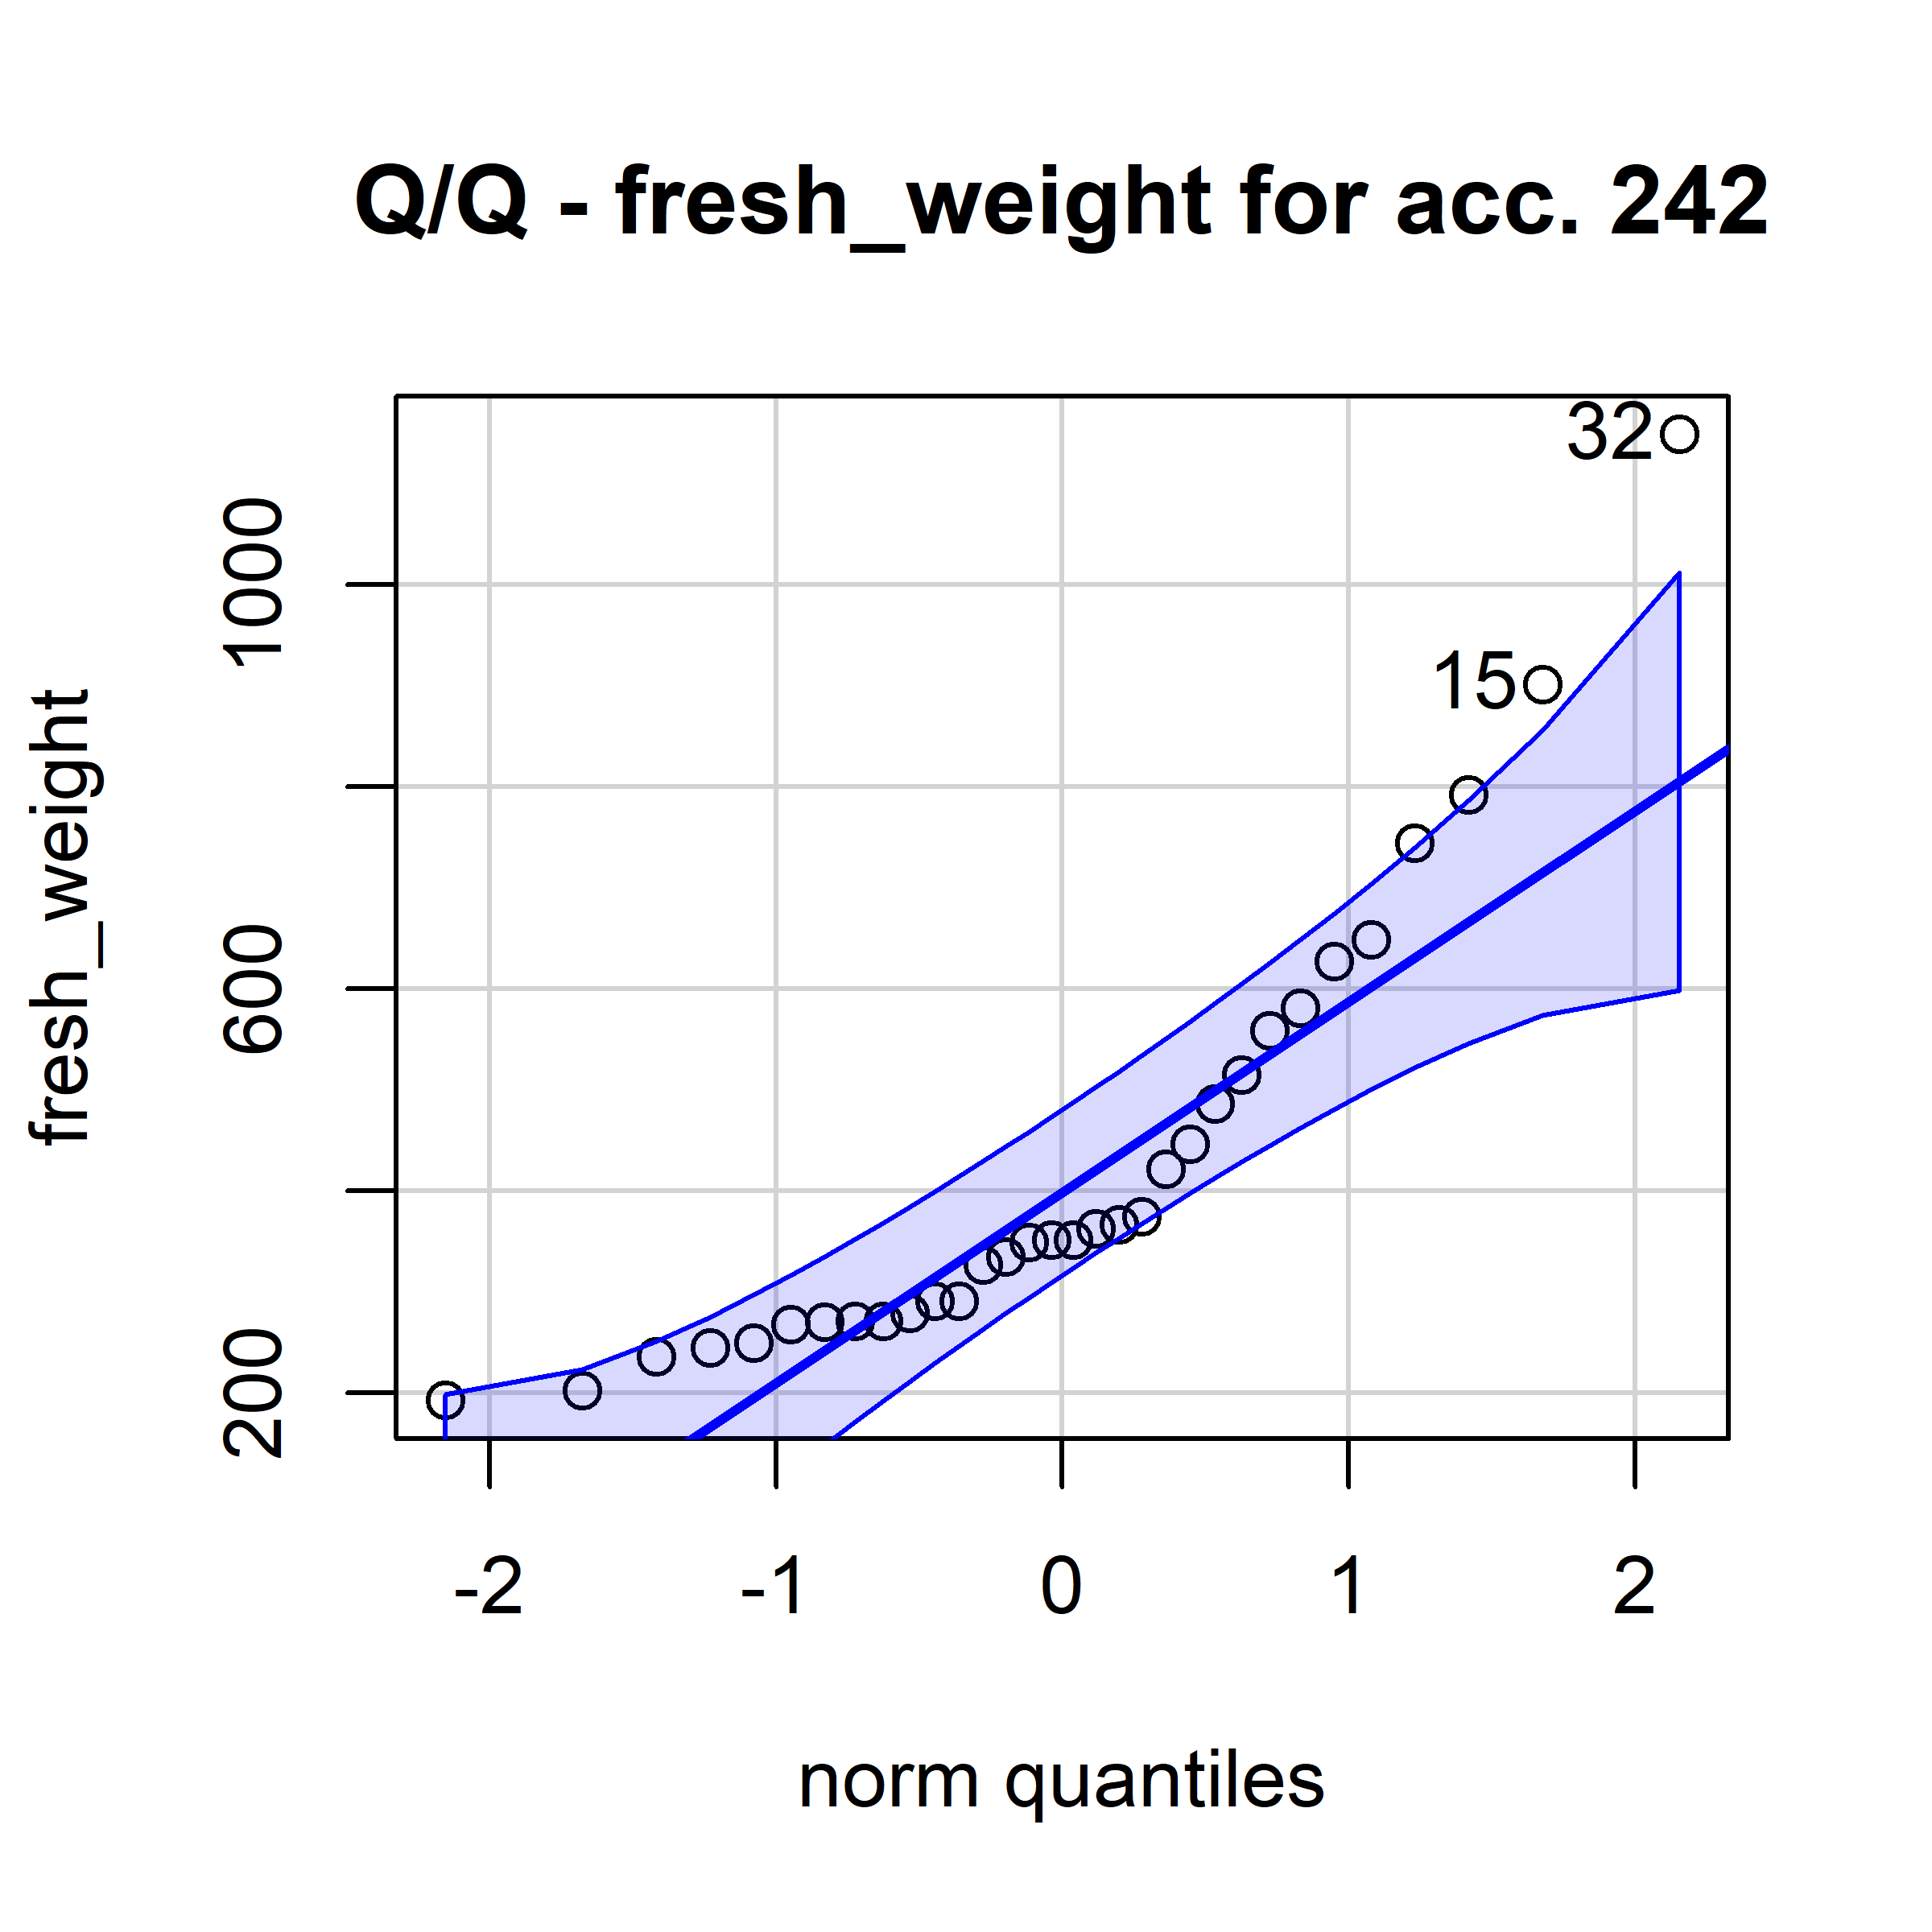 Q/Q - fresh_weight for acc. 242
32
15
1000
600
200
fresh_weight
-2 -1 0 1 2
norm quantiles